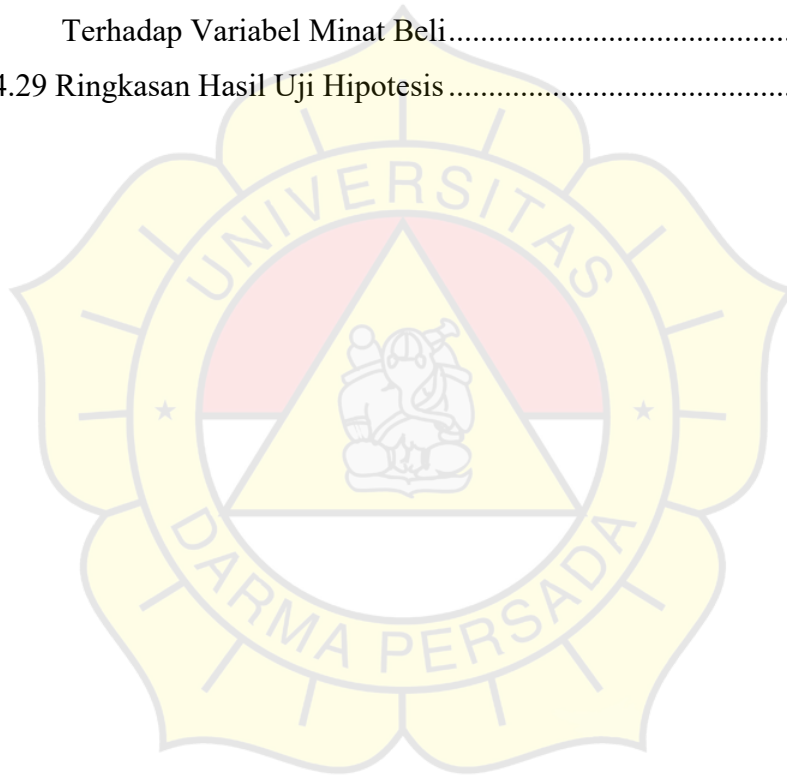 Terhadap Variabel Minat Beli................................................
4.29 Ringkasan Hasil Uji Hipotesis................................................
UNIVERSITAS
DARMA PERSADA